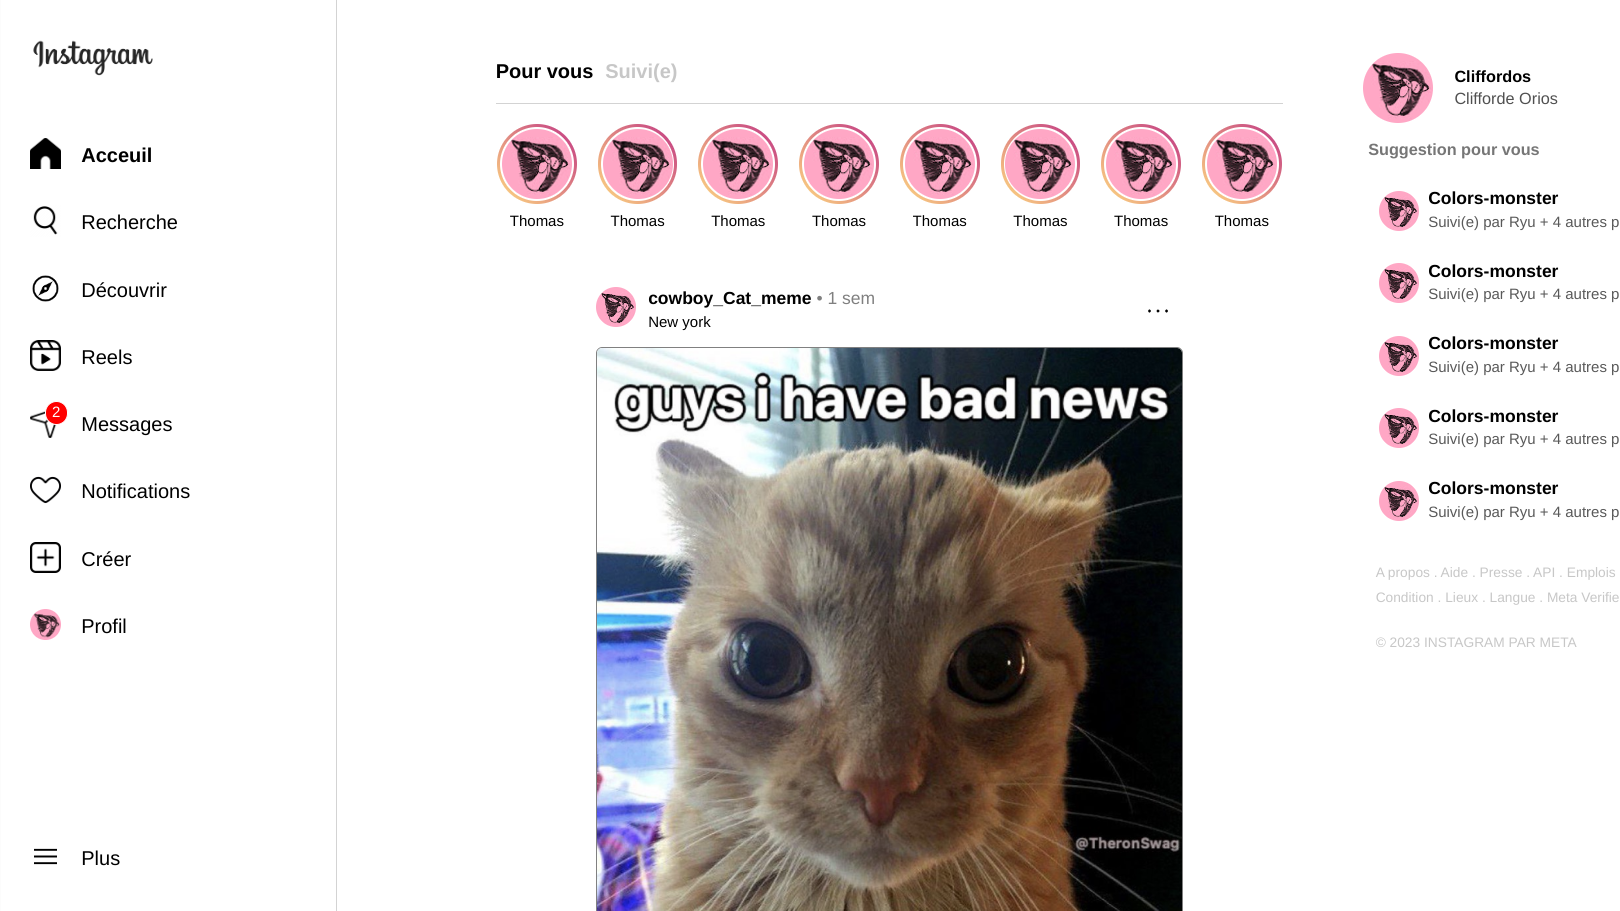 Instagram
Acceuil
Recherche
Découvrir
Reels
2
Messages
Notifications
Créer
Profil
Plus
Pour vous Suivi(e)
Thomas Thomas Thomas Thomas Thomas Thomas Thomas Thomas
cowboy_Cat_meme • 1 sem
New york
...
guys i have bad news
@TheronSwag
Cliffordos
Clifforde Orios
Suggestion pour vous
Colors-monster
Suivi(e) par Ryu + 4 autres p
Colors-monster
Suivi(e) par Ryu + 4 autres p
Colors-monster
Suivi(e) par Ryu + 4 autres p
Colors-monster
Suivi(e) par Ryu + 4 autres p
Colors-monster
Suivi(e) par Ryu + 4 autres p
A propos . Aide . Presse . API . Emplois
Condition . Lieux . Langue . Meta Verifie
© 2023 INSTAGRAM PAR META